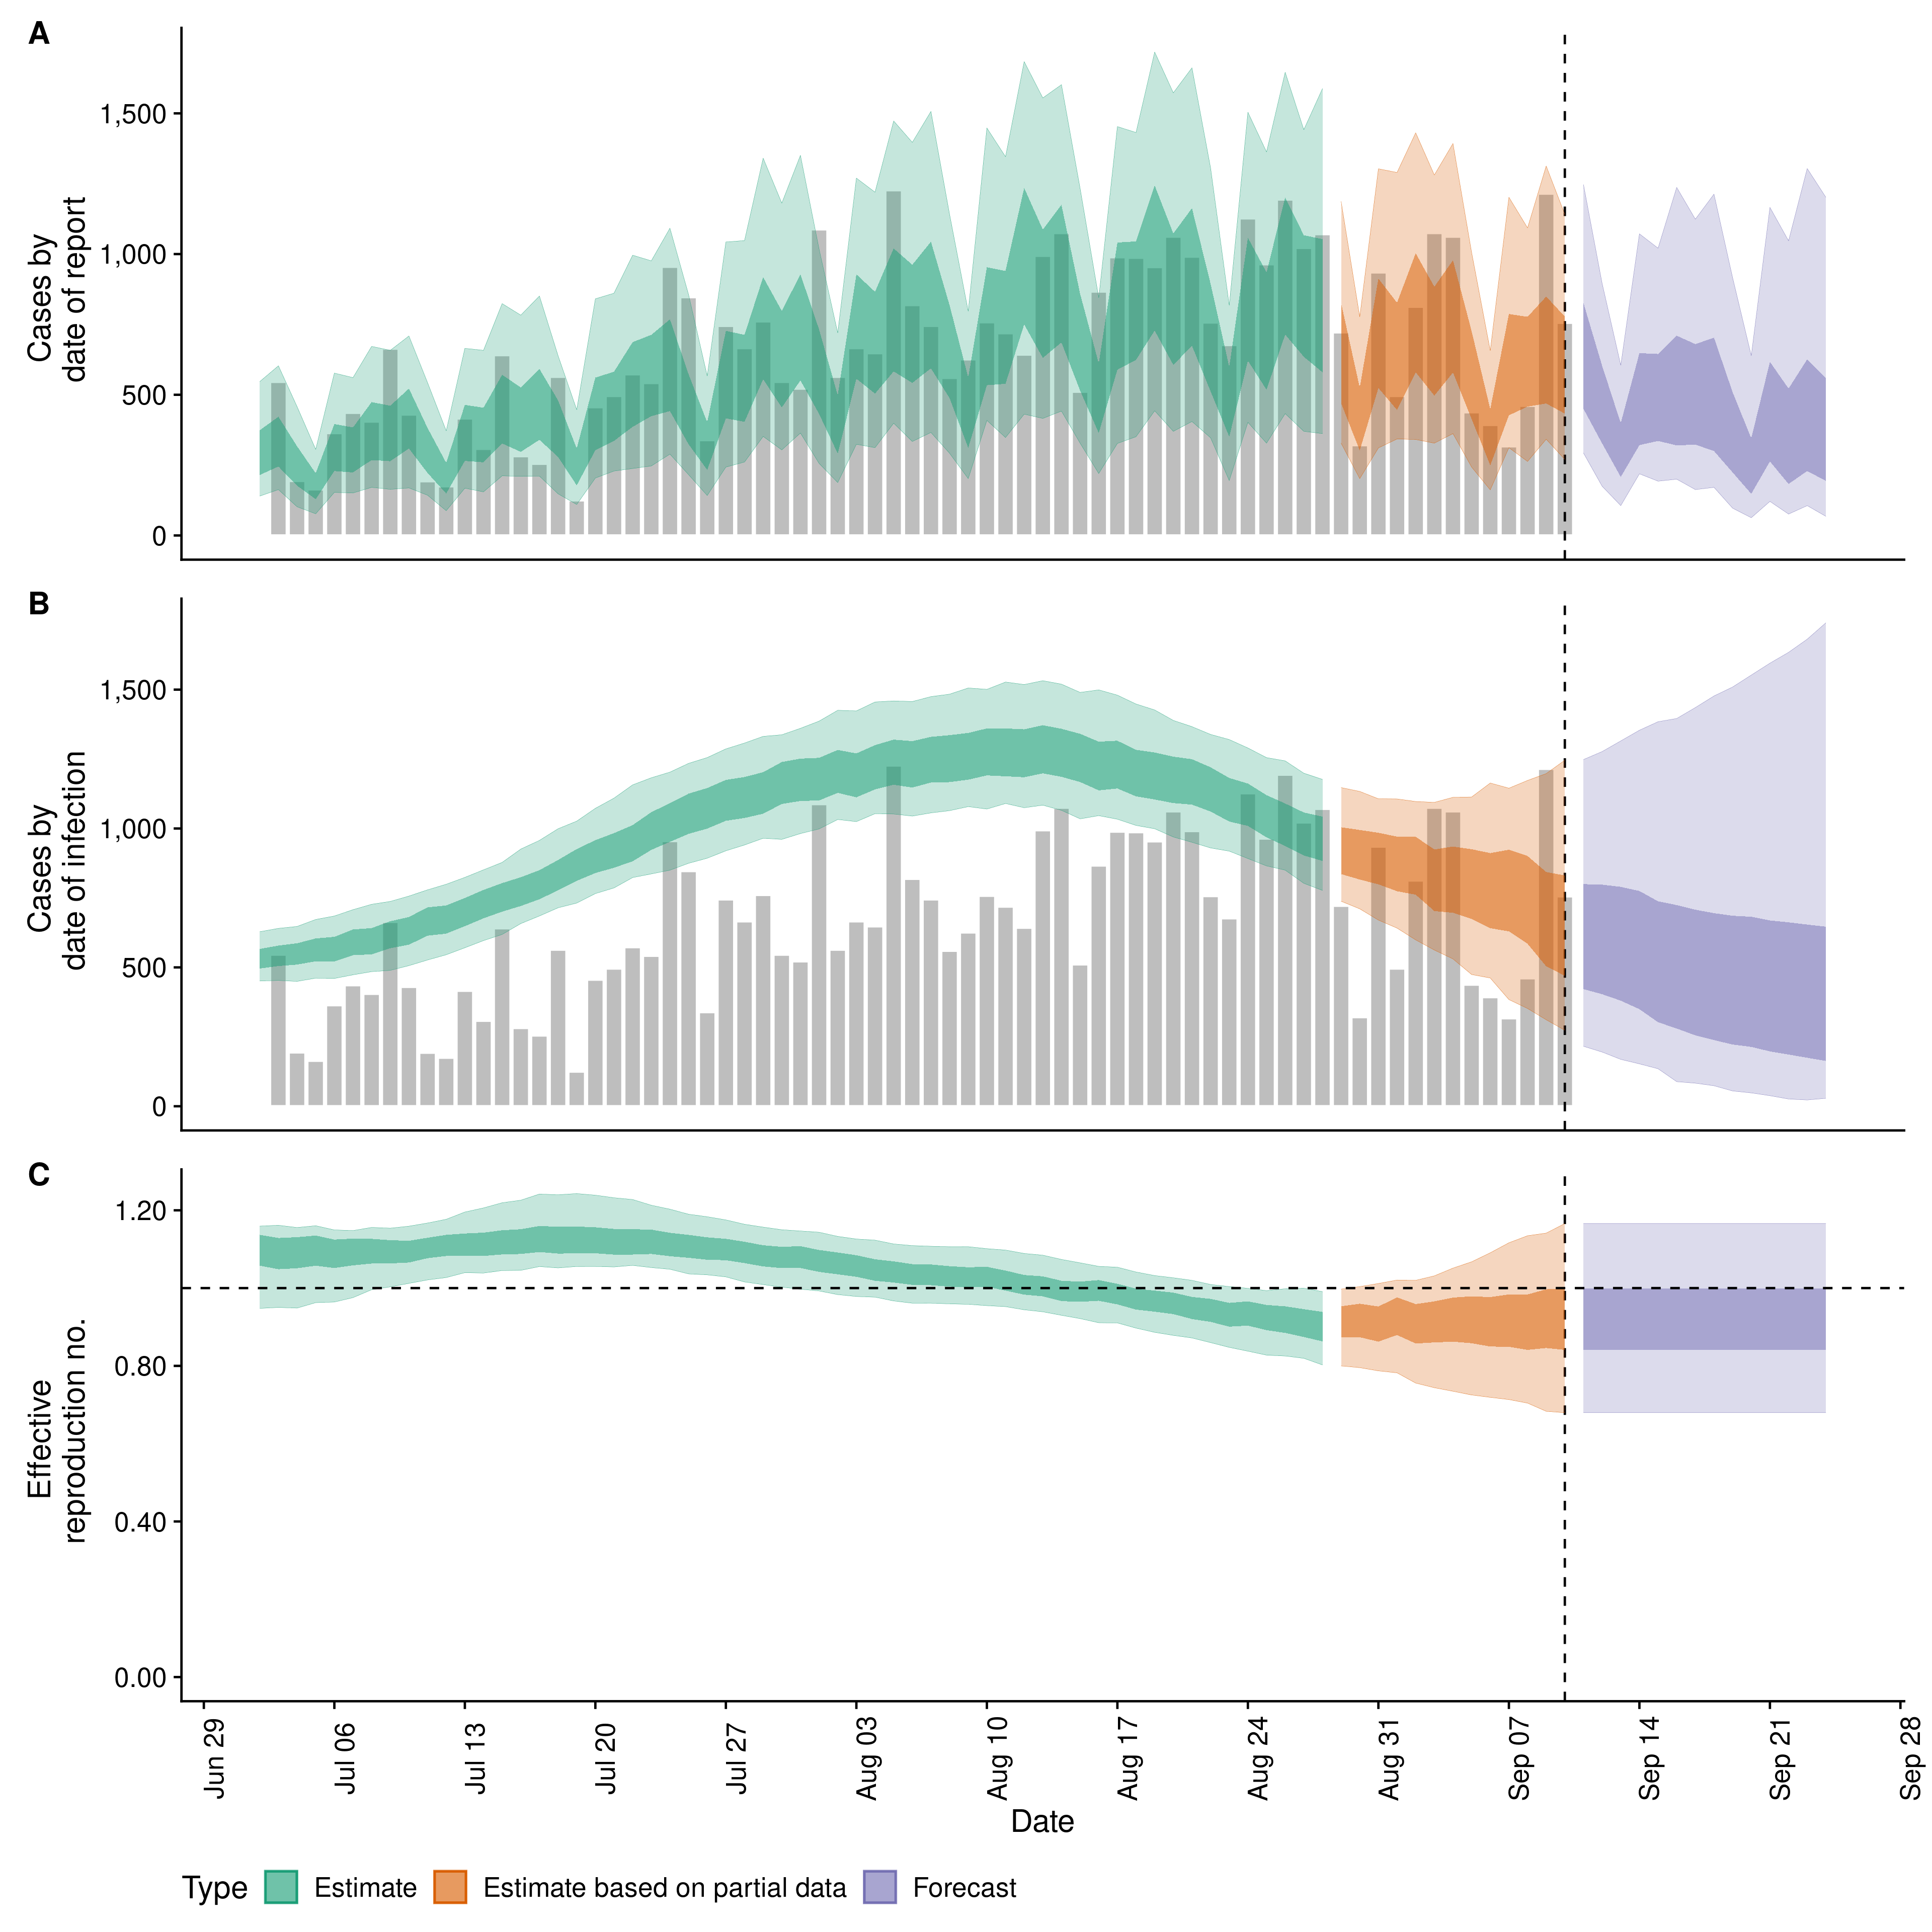 A
Cases by
date of report
1,500
1,000
500
0
B
Cases by
date of infection
1,500
1,000
500
0
C
Effective
reproduction no.
1.20
0.80
0.40
0.00
Jun 29
Jul 06
Jul 13
Jul 20
Jul 27
Aug 03
Aug 10
Aug 17
Aug 24
Aug 31
Sep 07
Sep 14
Sep 21
Sep 28
Date
Type Estimate Estimate based on partial data Forecast